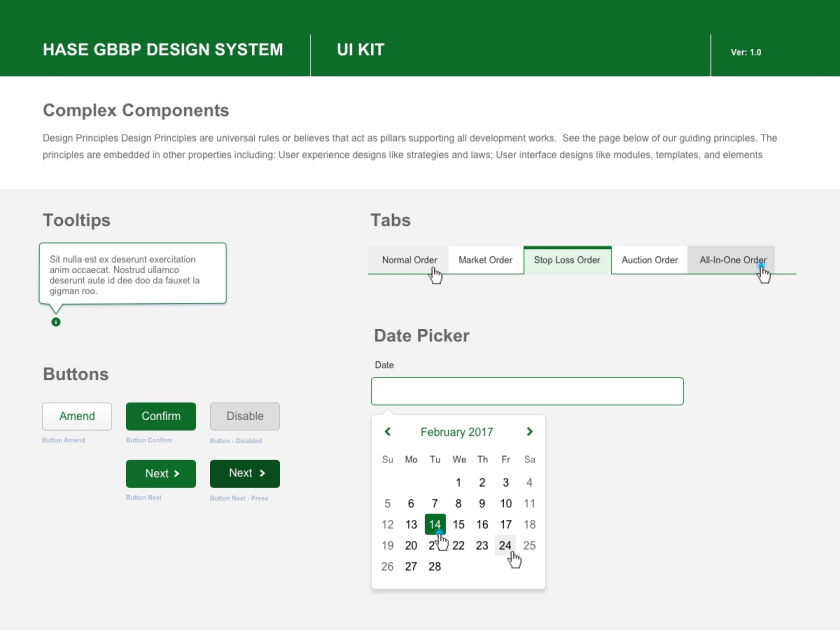 HASE GBBP DESIGN SYSTEM
UI KIT
Ver: 1.0
Complex Components
Design Principles Design Principles are universal rules or believes that act as pillars supporting all development works.  See the page below of our guiding principles. The
principles are embedded in other properties including: User experience designs like strategies and laws; User interface designs like modules, templates, and elements
Tooltips
Sit nulla est ex deserunt exercitation
anim occaecat. Nostrud ullamco
deserunt aute id dee doo da fauxet la
gigman roo.
i
Buttons
Amend
Confirm
Disable
Button Amend
Button Confirm
Button - Disabled
Next
Next
Button Next
Button Next - Press
Tabs
Normal Order
Market Order
Stop Loss Order
Auction Order
All-In-One Order
Date Picker
Date
February 2017
Su Mo Tu We Th Fr Sa
1 2 3 4
5 6 7 8 9 10 11
12 13 14 15 16 17 18
19 20 22 23 24 25
26 27 28